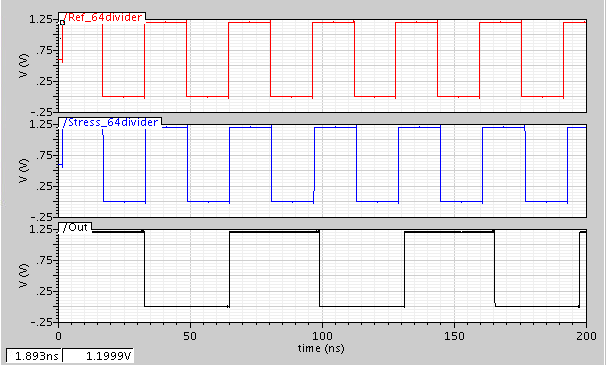 /Ref_64divider
1.25
.75
.25
-.25
V (V)
/Stress_64divider
1.25
.75
.25
-.25
V (V)
/Out
1.25
.75
.25
-.25
V (V)
0 50 100 150 200
time (ns)
1.893ns 1.1999V